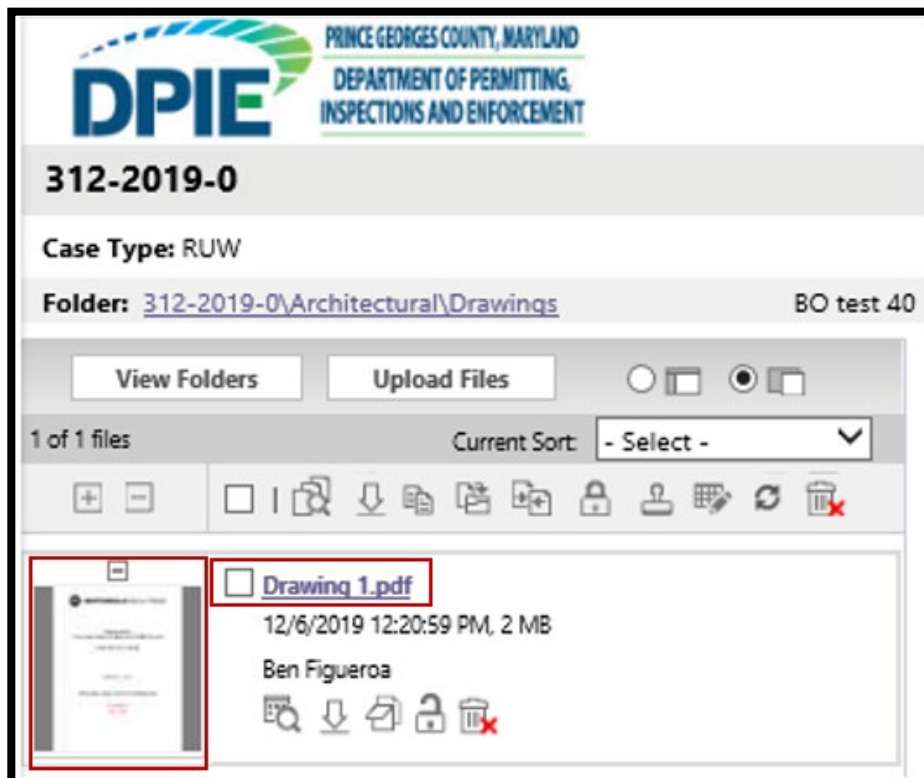 PRINCE GEORGES COUNTY, MARYLAND
DPIE
DEPARTMENT OF PERMITTING,
INSPECTIONS AND ENFORCEMENT
312-2019-0
Case Type: RUW
Folder: 312-2019-0\Architectural\Drawings BO test 40
View Folders Upload Files
1 of 1 files Current Sort: - Select -
Drawing 1.pdf
12/6/2019 12:20:59 PM, 2 MB
Ben Figueroa